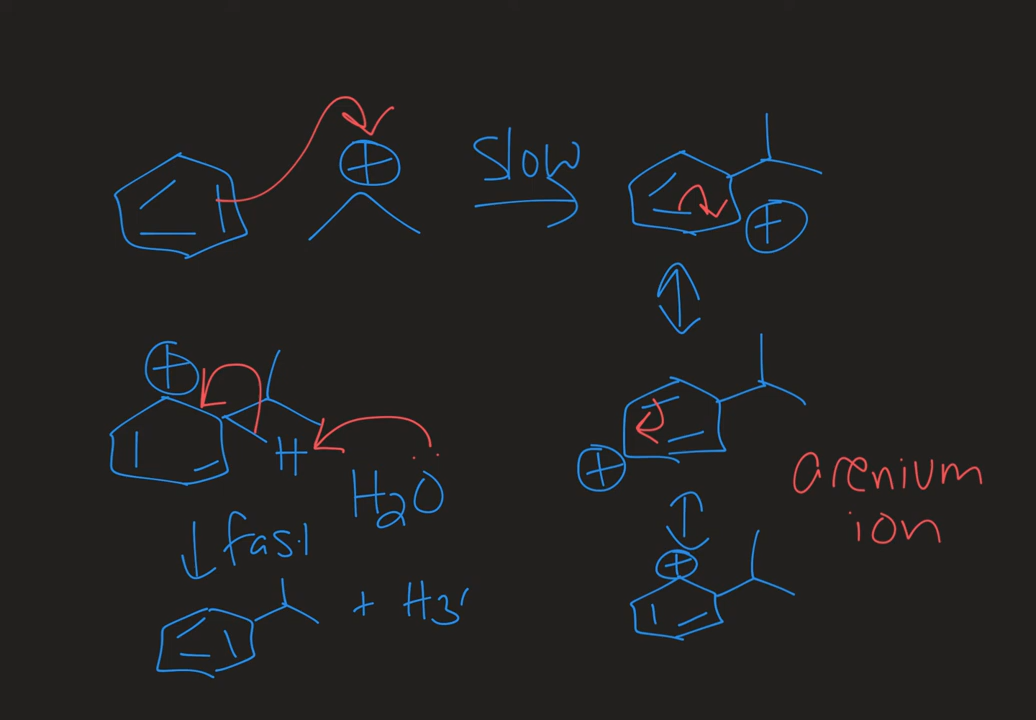 slow
H
H2O
arenium
ion
fast
+ H3